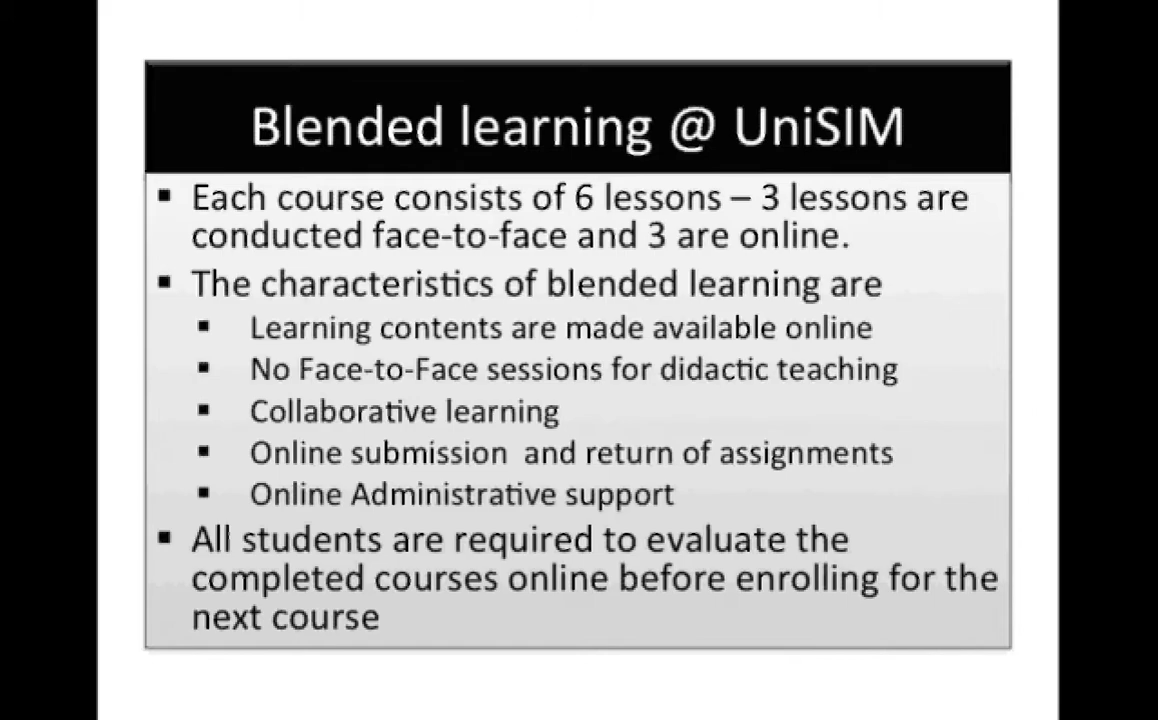 Blended learning @ UniSIM
▪ Each course consists of 6 lessons – 3 lessons are
conducted face-to-face and 3 are online.
▪ The characteristics of blended learning are
▪ Learning contents are made available online
▪ No Face-to-Face sessions for didactic teaching
▪ Collaborative learning
▪ Online submission  and return of assignments
▪ Online Administrative support
▪ All students are required to evaluate the
completed courses online before enrolling for the
next course